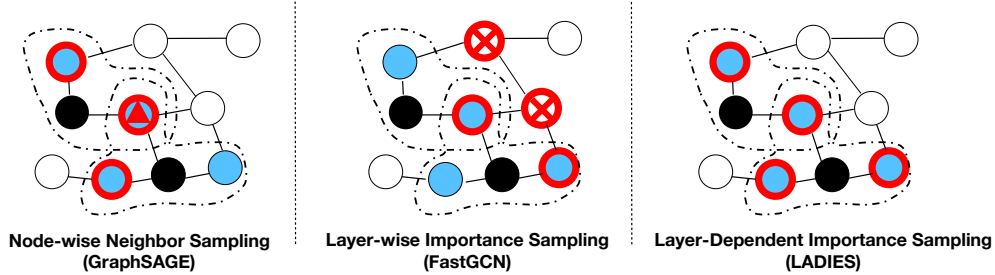 Node-wise Neighbor Sampling
(GraphSAGE)
Layer-wise Importance Sampling
(FastGCN)
Layer-Dependent Importance Sampling
(LADIES)